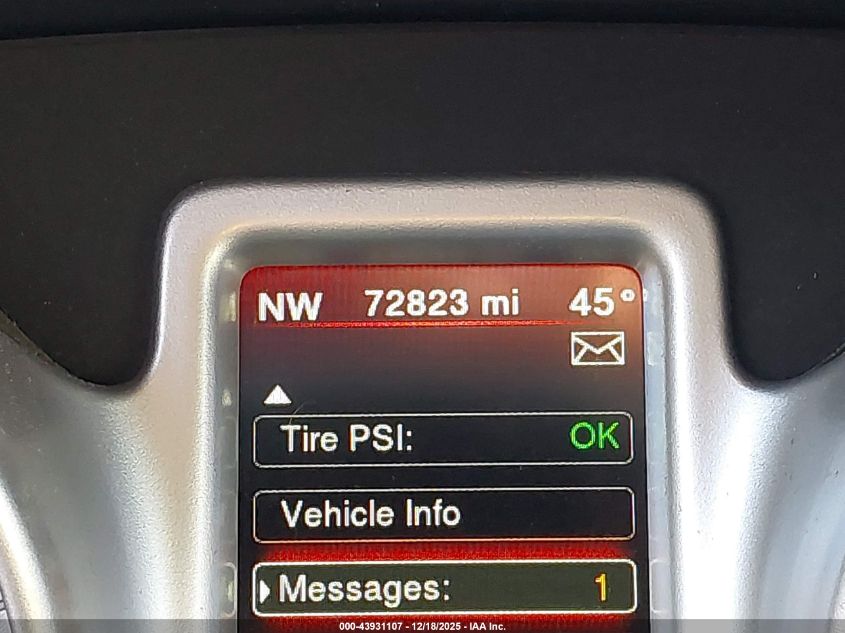 NW 72823 mi 45°
Tire PSI: OK
Vehicle Info
Messages: 1
000-43931107 - 12/18/2025 - IAA Inc.